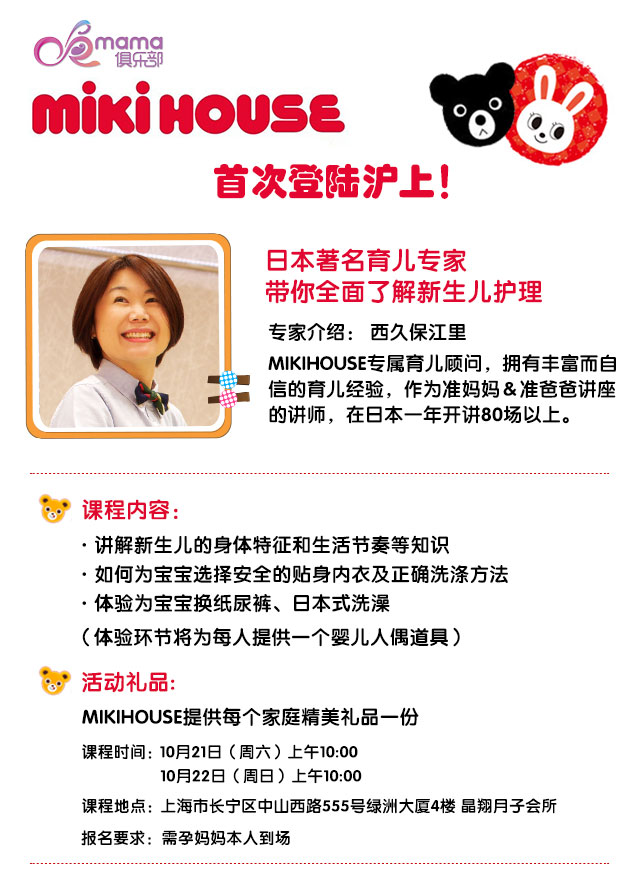 mama
俱乐部
MIKI HOUSE
首次登陆沪上！
日本著名育儿专家
带你全面了解新生儿护理
专家介绍： 西久保江里
MIKIHOUSE专属育儿顾问，拥有丰富而自
信的育儿经验，作为准妈妈＆准爸爸讲座
的讲师，在日本一年开讲80场以上。
课程内容：
· 讲解新生儿的身体特征和生活节奏等知识
· 如何为宝宝选择安全的贴身内衣及正确洗涤方法
· 体验为宝宝换纸尿裤、日本式洗澡
（体验环节将为每人提供一个婴儿人偶道具）
活动礼品：
MIKIHOUSE提供每个家庭精美礼品一份
课程时间：10月21日（周六）上午10:00
10月22日（周日）上午10:00
课程地点：上海市长宁区中山西路555号绿洲大厦4楼 晶翔月子会所
报名要求：需孕妈妈本人到场